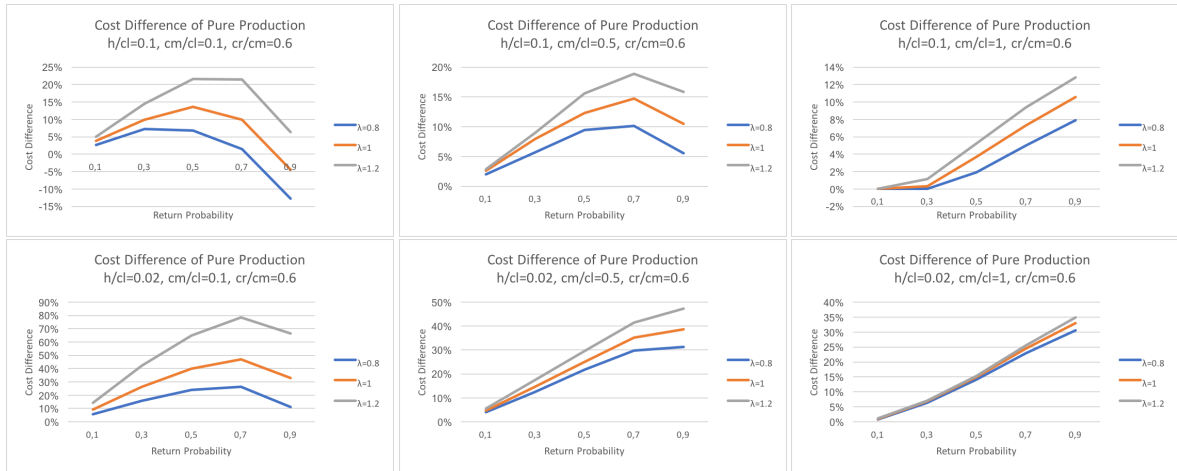 Cost Difference of Pure Production
h/cl=0.1, cm/cl=0.1, cr/cm=0.6
25%
20%
15%
10%
5%
0%
-5%
-10%
-15%
0,1 0,3 0,5 0,7 0,9
Cost Difference
Return Probability
λ=0.8
λ=1
λ=1.2
Cost Difference of Pure Production
h/cl=0.1, cm/cl=0.5, cr/cm=0.6
20%
15%
10%
5%
0%
0,1 0,3 0,5 0,7 0,9
Cost Difference
Return Probability
λ=0.8
λ=1
λ=1.2
Cost Difference of Pure Production
h/cl=0.1, cm/cl=1, cr/cm=0.6
14%
12%
10%
8%
6%
4%
2%
0%
-2%
0,1 0,3 0,5 0,7 0,9
Cost Difference
Return Probability
λ=0.8
λ=1
λ=1.2
Cost Difference of Pure Production
h/cl=0.02, cm/cl=0.1, cr/cm=0.6
90%
80%
70%
60%
50%
40%
30%
20%
10%
0%
0,1 0,3 0,5 0,7 0,9
Cost Difference
Return Probability
λ=0.8
λ=1
λ=1.2
Cost Difference of Pure Production
h/cl=0.02, cm/cl=0.5, cr/cm=0.6
50%
40%
30%
20%
10%
0%
0,1 0,3 0,5 0,7 0,9
Cost Difference
Return Probability
λ=0.8
λ=1
λ=1.2
Cost Difference of Pure Production
h/cl=0.02, cm/cl=1, cr/cm=0.6
40%
35%
30%
25%
20%
15%
10%
5%
0%
0,1 0,3 0,5 0,7 0,9
Cost Difference
Return Probability
λ=0.8
λ=1
λ=1.2